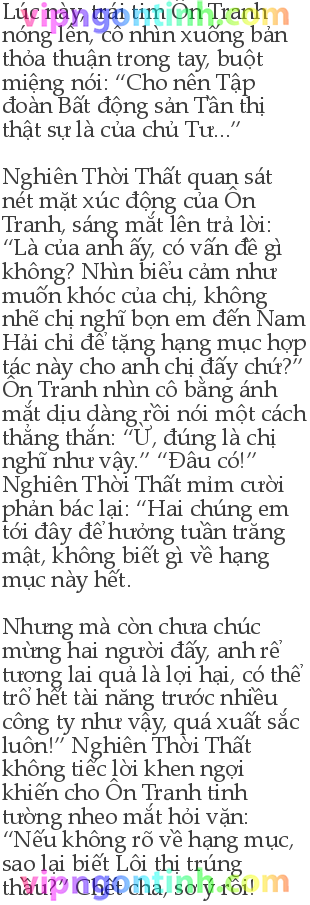 Lúc này, trái tim Ôn Tranh
vipngontinh.com
nóng lên, cô nhìn xuống bản
thỏa thuận trong tay, buột
miệng nói: “Cho nên Tập
đoàn Bất động sản Tần thị
thật sự là của chủ Tư...”

Nghiên Thời Thất quan sát
nét mặt xúc động của Ôn
Tranh, sáng mắt lên trả lời:
“Là của anh ấy, có vấn đề gì
không? Nhìn biểu cảm như
muốn khóc của chị, không
nhẽ chị nghĩ bọn em đến Nam
Hải chỉ để tặng hạng mục hợp
tác này cho anh chị đấy chứ?”
Ôn Tranh nhìn cô bằng ánh
mắt dịu dàng rồi nói một cách
thẳng thắn: “Ừ, đúng là chị
nghĩ như vậy.” “Đâu có!”
Nghiên Thời Thất mỉm cười
phản bác lại: “Hai chúng em
tới đây để hưởng tuần trăng
mật, không biết gì về hạng
mục này hết.

Nhưng mà còn chưa chúc
mừng hai người đấy, anh rể
tương lai quả là lợi hại, có thể
trổ hết tài năng trước nhiều
công ty như vậy, quá xuất sắc
luôn!” Nghiên Thời Thất
không tiếc lời khen ngợi
khiến cho Ôn Tranh tinh
tường nheo mắt hỏi vặn:
“Nếu không rõ về hạng mục,
sao lại biết Lôi thị trúng
thầu?” Chết cha, sơ ý rồi!
vipngontinh.com